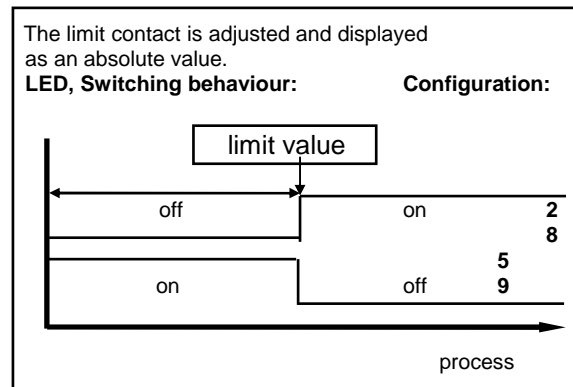 The limit contact is adjusted and displayed
as an absolute value.
LED, Switching behaviour: Configuration:
limit value
off on 2
8
5
on off 9
process